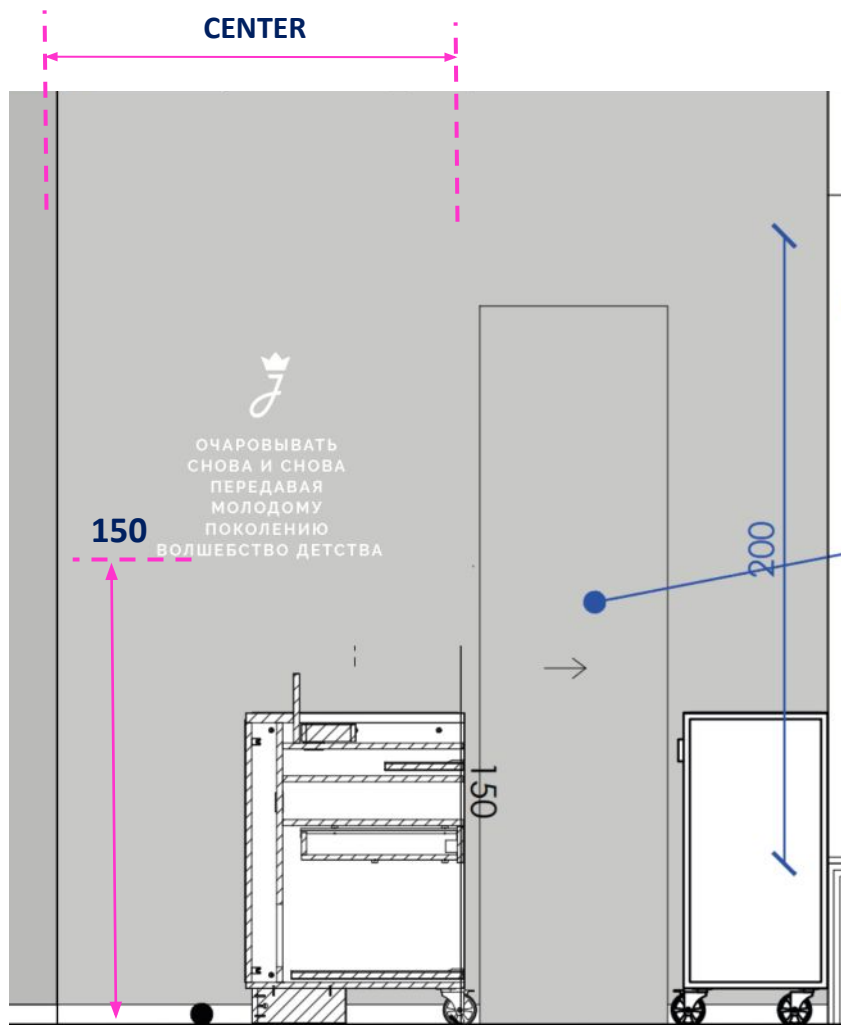 CENTER
J
ОЧАРОВЫВАТЬ
СНОВА И СНОВА
ПЕРЕДАВАЯ
МОЛОДОМУ
ПОКОЛЕНИЮ
ВОЛШЕБСТВО ДЕТСТВА
150
200
150